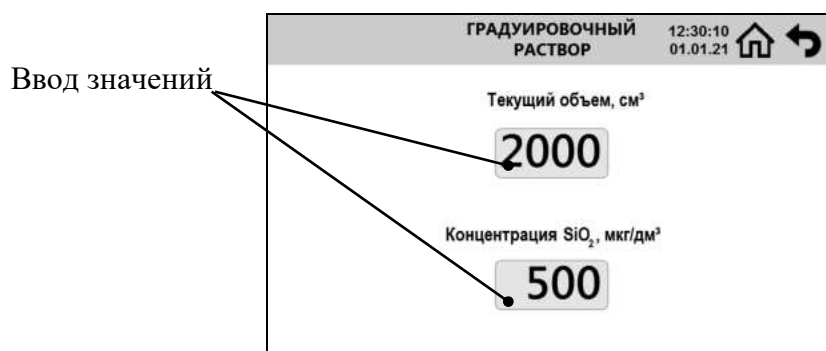 ГРАДУИРОВОЧНЫЙ
РАСТВОР
12:30:10
01.01.21
Ввод значений
Текущий объем, см³
2000
Концентрация SiO₂, мкг/дм³
500